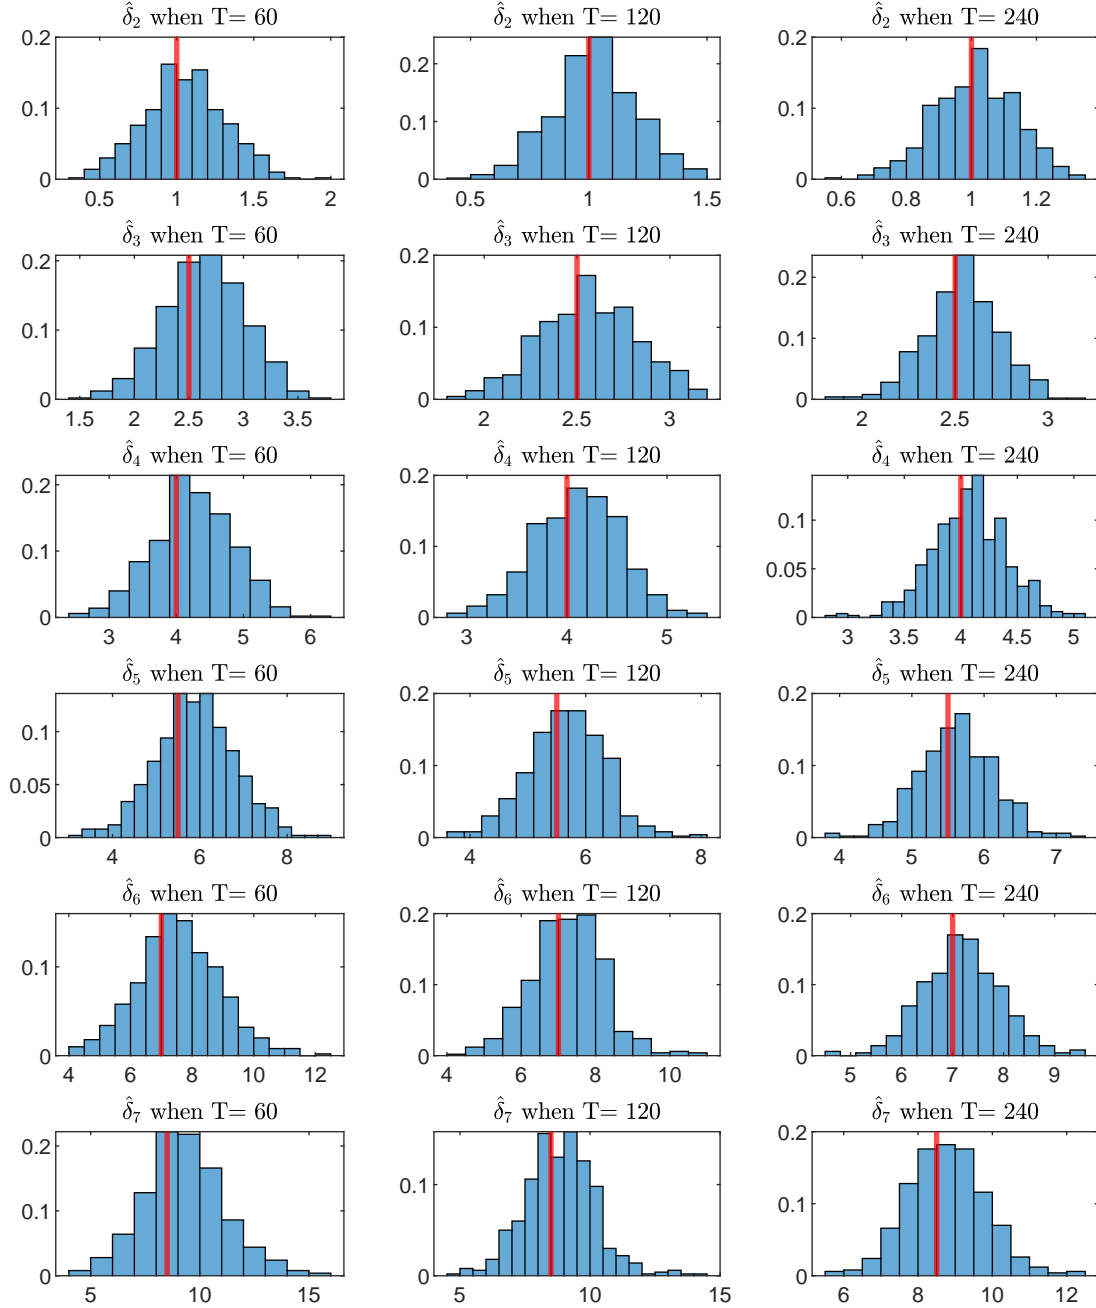 δ̂₂ when T= 60 δ̂₂ when T= 120 δ̂₂ when T= 240
0.2 0.2 0.2
0.1 0.1 0.1
0 0 0
0.5 1 1.5 2 0.5 1 1.5 0.6 0.8 1 1.2
δ̂₃ when T= 60 δ̂₃ when T= 120 δ̂₃ when T= 240
0.2 0.2 0.2
0.1 0.1 0.1
0 0 0
1.5 2 2.5 3 3.5 2 2.5 3 2 2.5 3
δ̂₄ when T= 60 δ̂₄ when T= 120 δ̂₄ when T= 240
0.2 0.2 0.1
0.1 0.1 0.05
0 0 0
3 4 5 6 3 4 5 3 3.5 4 4.5 5
δ̂₅ when T= 60 δ̂₅ when T= 120 δ̂₅ when T= 240
0.1 0.2 0.2
0.05 0.1 0.1
0 0 0
4 6 8 4 6 8 4 5 6 7
δ̂₆ when T= 60 δ̂₆ when T= 120 δ̂₆ when T= 240
0.2 0.2
0.1 0.1 0.1
0 0 0
4 6 8 10 12 4 6 8 10 5 6 7 8 9
δ̂₇ when T= 60 δ̂₇ when T= 120 δ̂₇ when T= 240
0.2 0.1 0.2
0.1 0.1
0 0 0
5 10 15 5 10 15 6 8 10 12